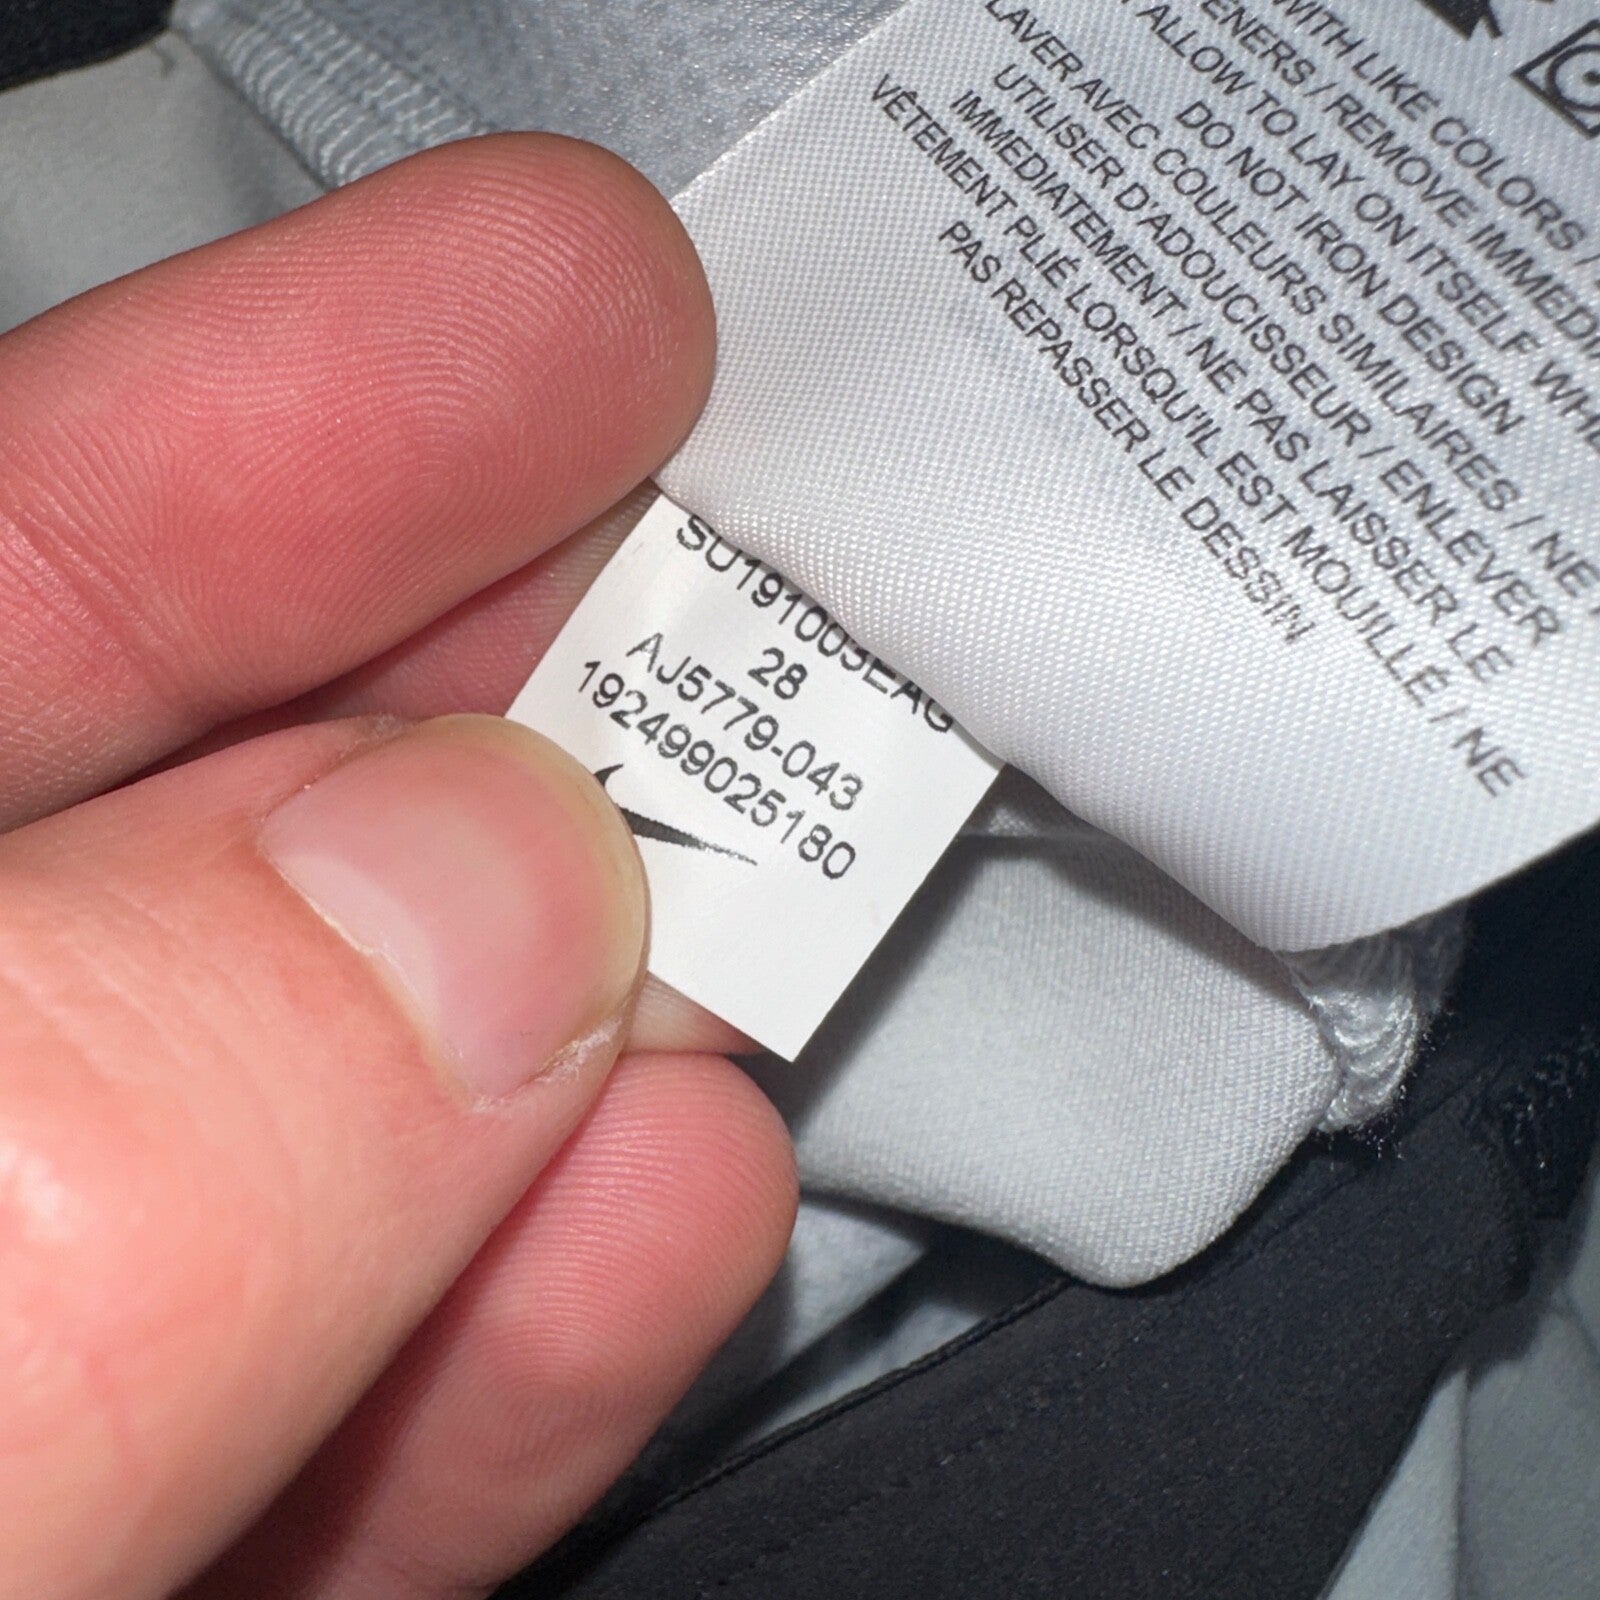 WITH LIKE COLORS /
ENERS / REMOVE IMMEDIA
ALLOW TO LAY ON ITSELF WHE
DO NOT IRON DESIGN
LAVER AVEC COULEURS SIMILAIRES / NE
UTILISER D'ADOUCISSEUR / ENLEVER
IMMEDIATEMENT / NE PAS LAISSER LE
VÊTEMENT PLIÉ LORSQU'IL EST MOUILLÉ / NE
PAS REPASSER LE DESSIN
SU191003EAG
28
AJ5779-043
192499025180